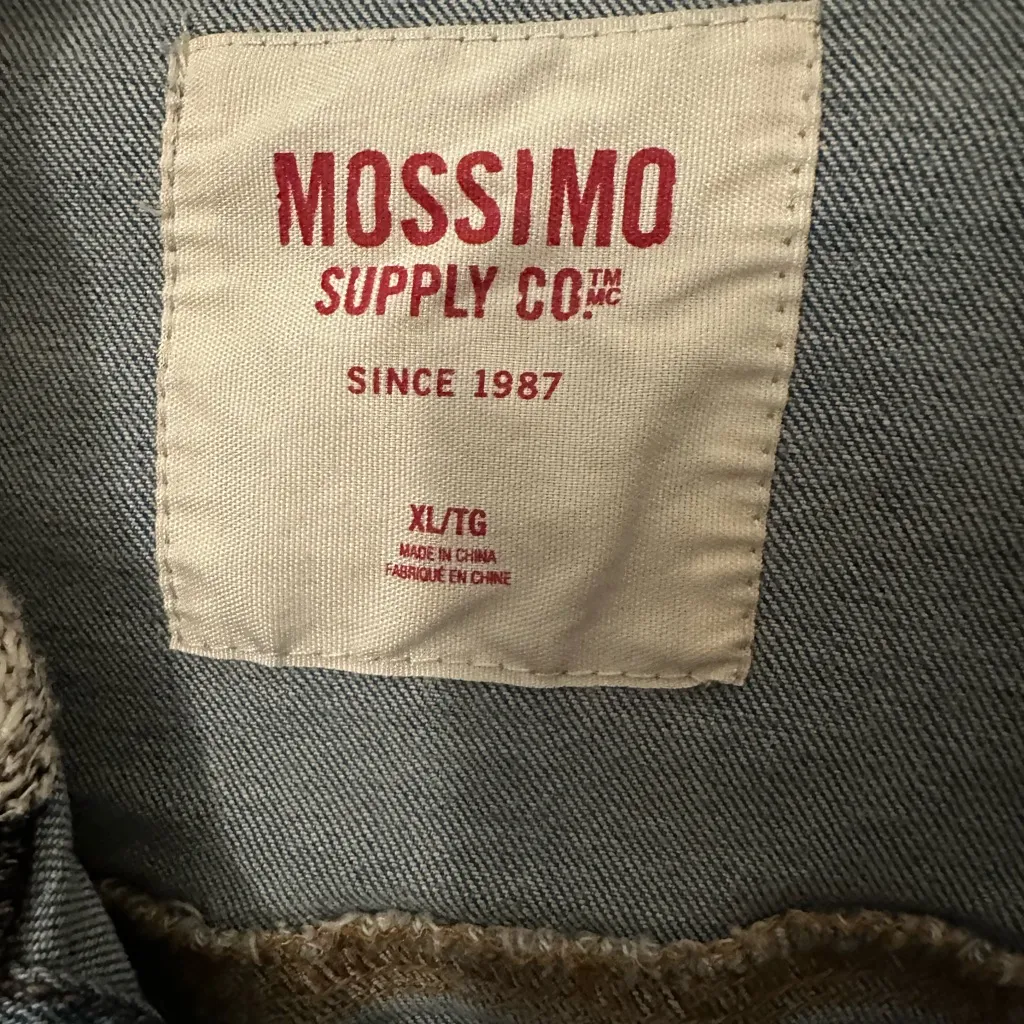 MOSSIMO
SUPPLY CO.™ MC
SINCE 1987
XL/TG
MADE IN CHINA
FABRIQUÉ EN CHINE